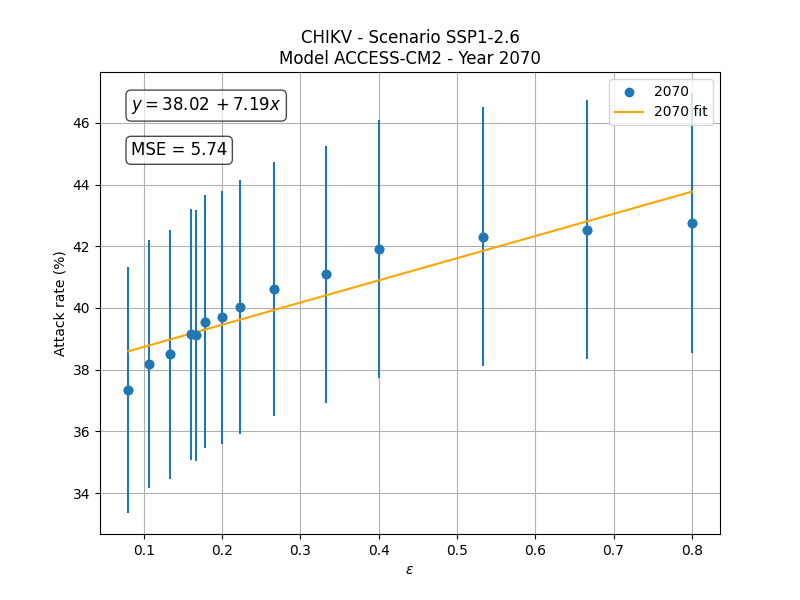 CHIKV - Scenario SSP1-2.6
Model ACCESS-CM2 - Year 2070
y = 38.02 + 7.19x
MSE = 5.74
2070
2070 fit
46
44
42
40
38
36
34
Attack rate (%)
0.1 0.2 0.3 0.4 0.5 0.6 0.7 0.8
ε